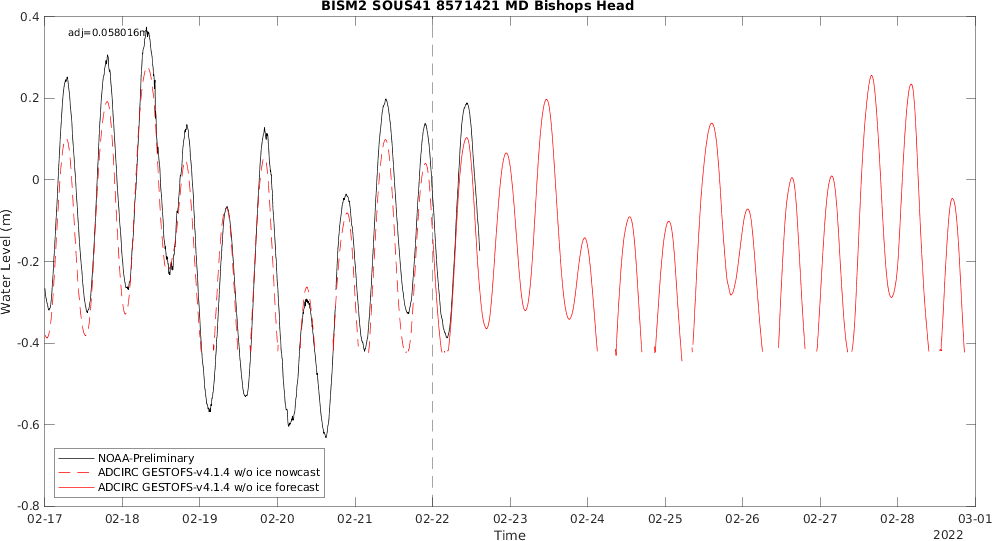 BISM2 SOUS41 8571421 MD Bishops Head
adj=0.058016m
Water Level (m)
0.4
0.2
0
-0.2
-0.4
-0.6
-0.8
NOAA-Preliminary
ADCIRC GESTOFS-v4.1.4 w/o ice nowcast
ADCIRC GESTOFS-v4.1.4 w/o ice forecast
02-17 02-18 02-19 02-20 02-21 02-22 02-23 02-24 02-25 02-26 02-27 02-28 03-01
Time
2022